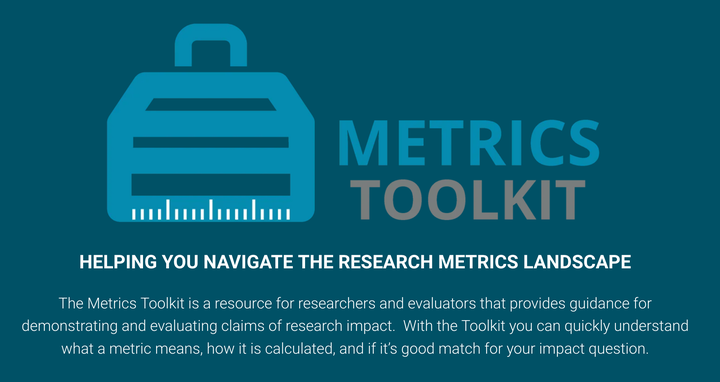 METRICS
TOOLKIT
HELPING YOU NAVIGATE THE RESEARCH METRICS LANDSCAPE
The Metrics Toolkit is a resource for researchers and evaluators that provides guidance for
demonstrating and evaluating claims of research impact.  With the Toolkit you can quickly understand
what a metric means, how it is calculated, and if it's good match for your impact question.